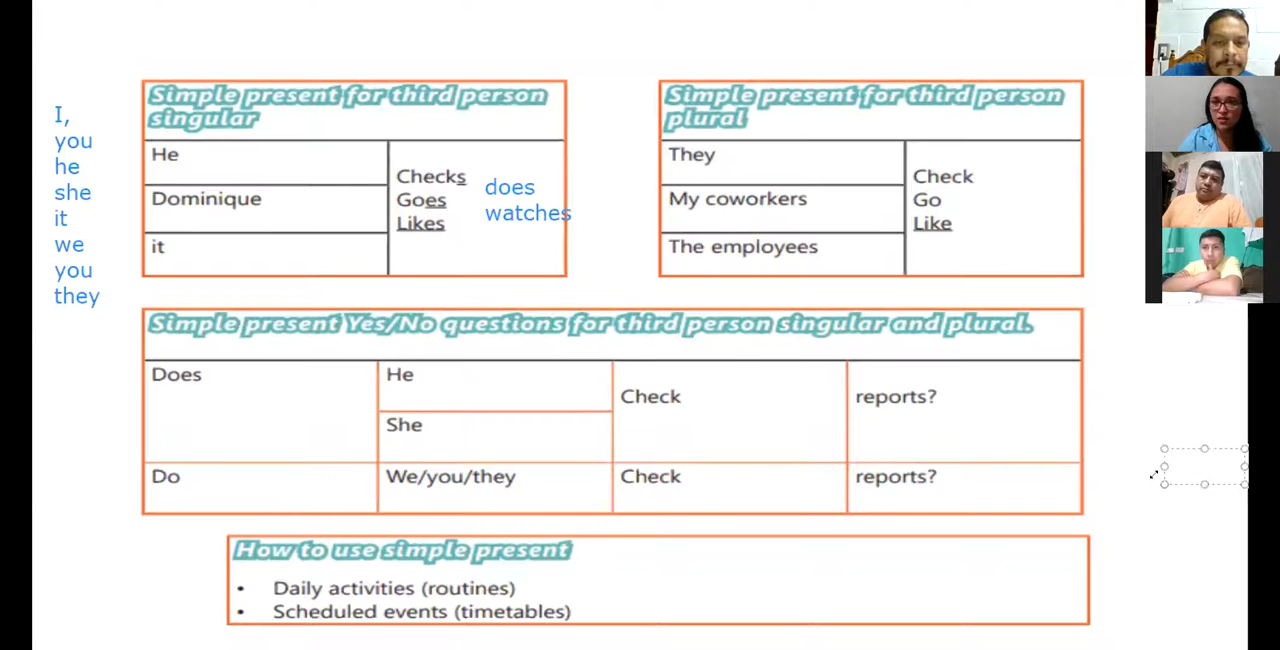 I,
you
he
she
it
we
you
they
Simple present for third person
singular
He
Dominique
it
Checks
Goes
Likes
does
watches
Simple present for third person
plural
They
My coworkers
The employees
Check
Go
Like
Simple present Yes/No questions for third person singular and plural.
Does
He
She
Check
reports?
Do
We/you/they
Check
reports?
How to use simple present
• Daily activities (routines)
• Scheduled events (timetables)